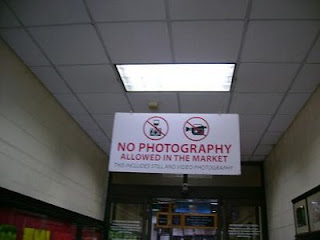 NO PHOTOGRAPHY
ALLOWED IN THE MARKET
THIS INCLUDES STILL AND VIDEO PHOTOGRAPHY